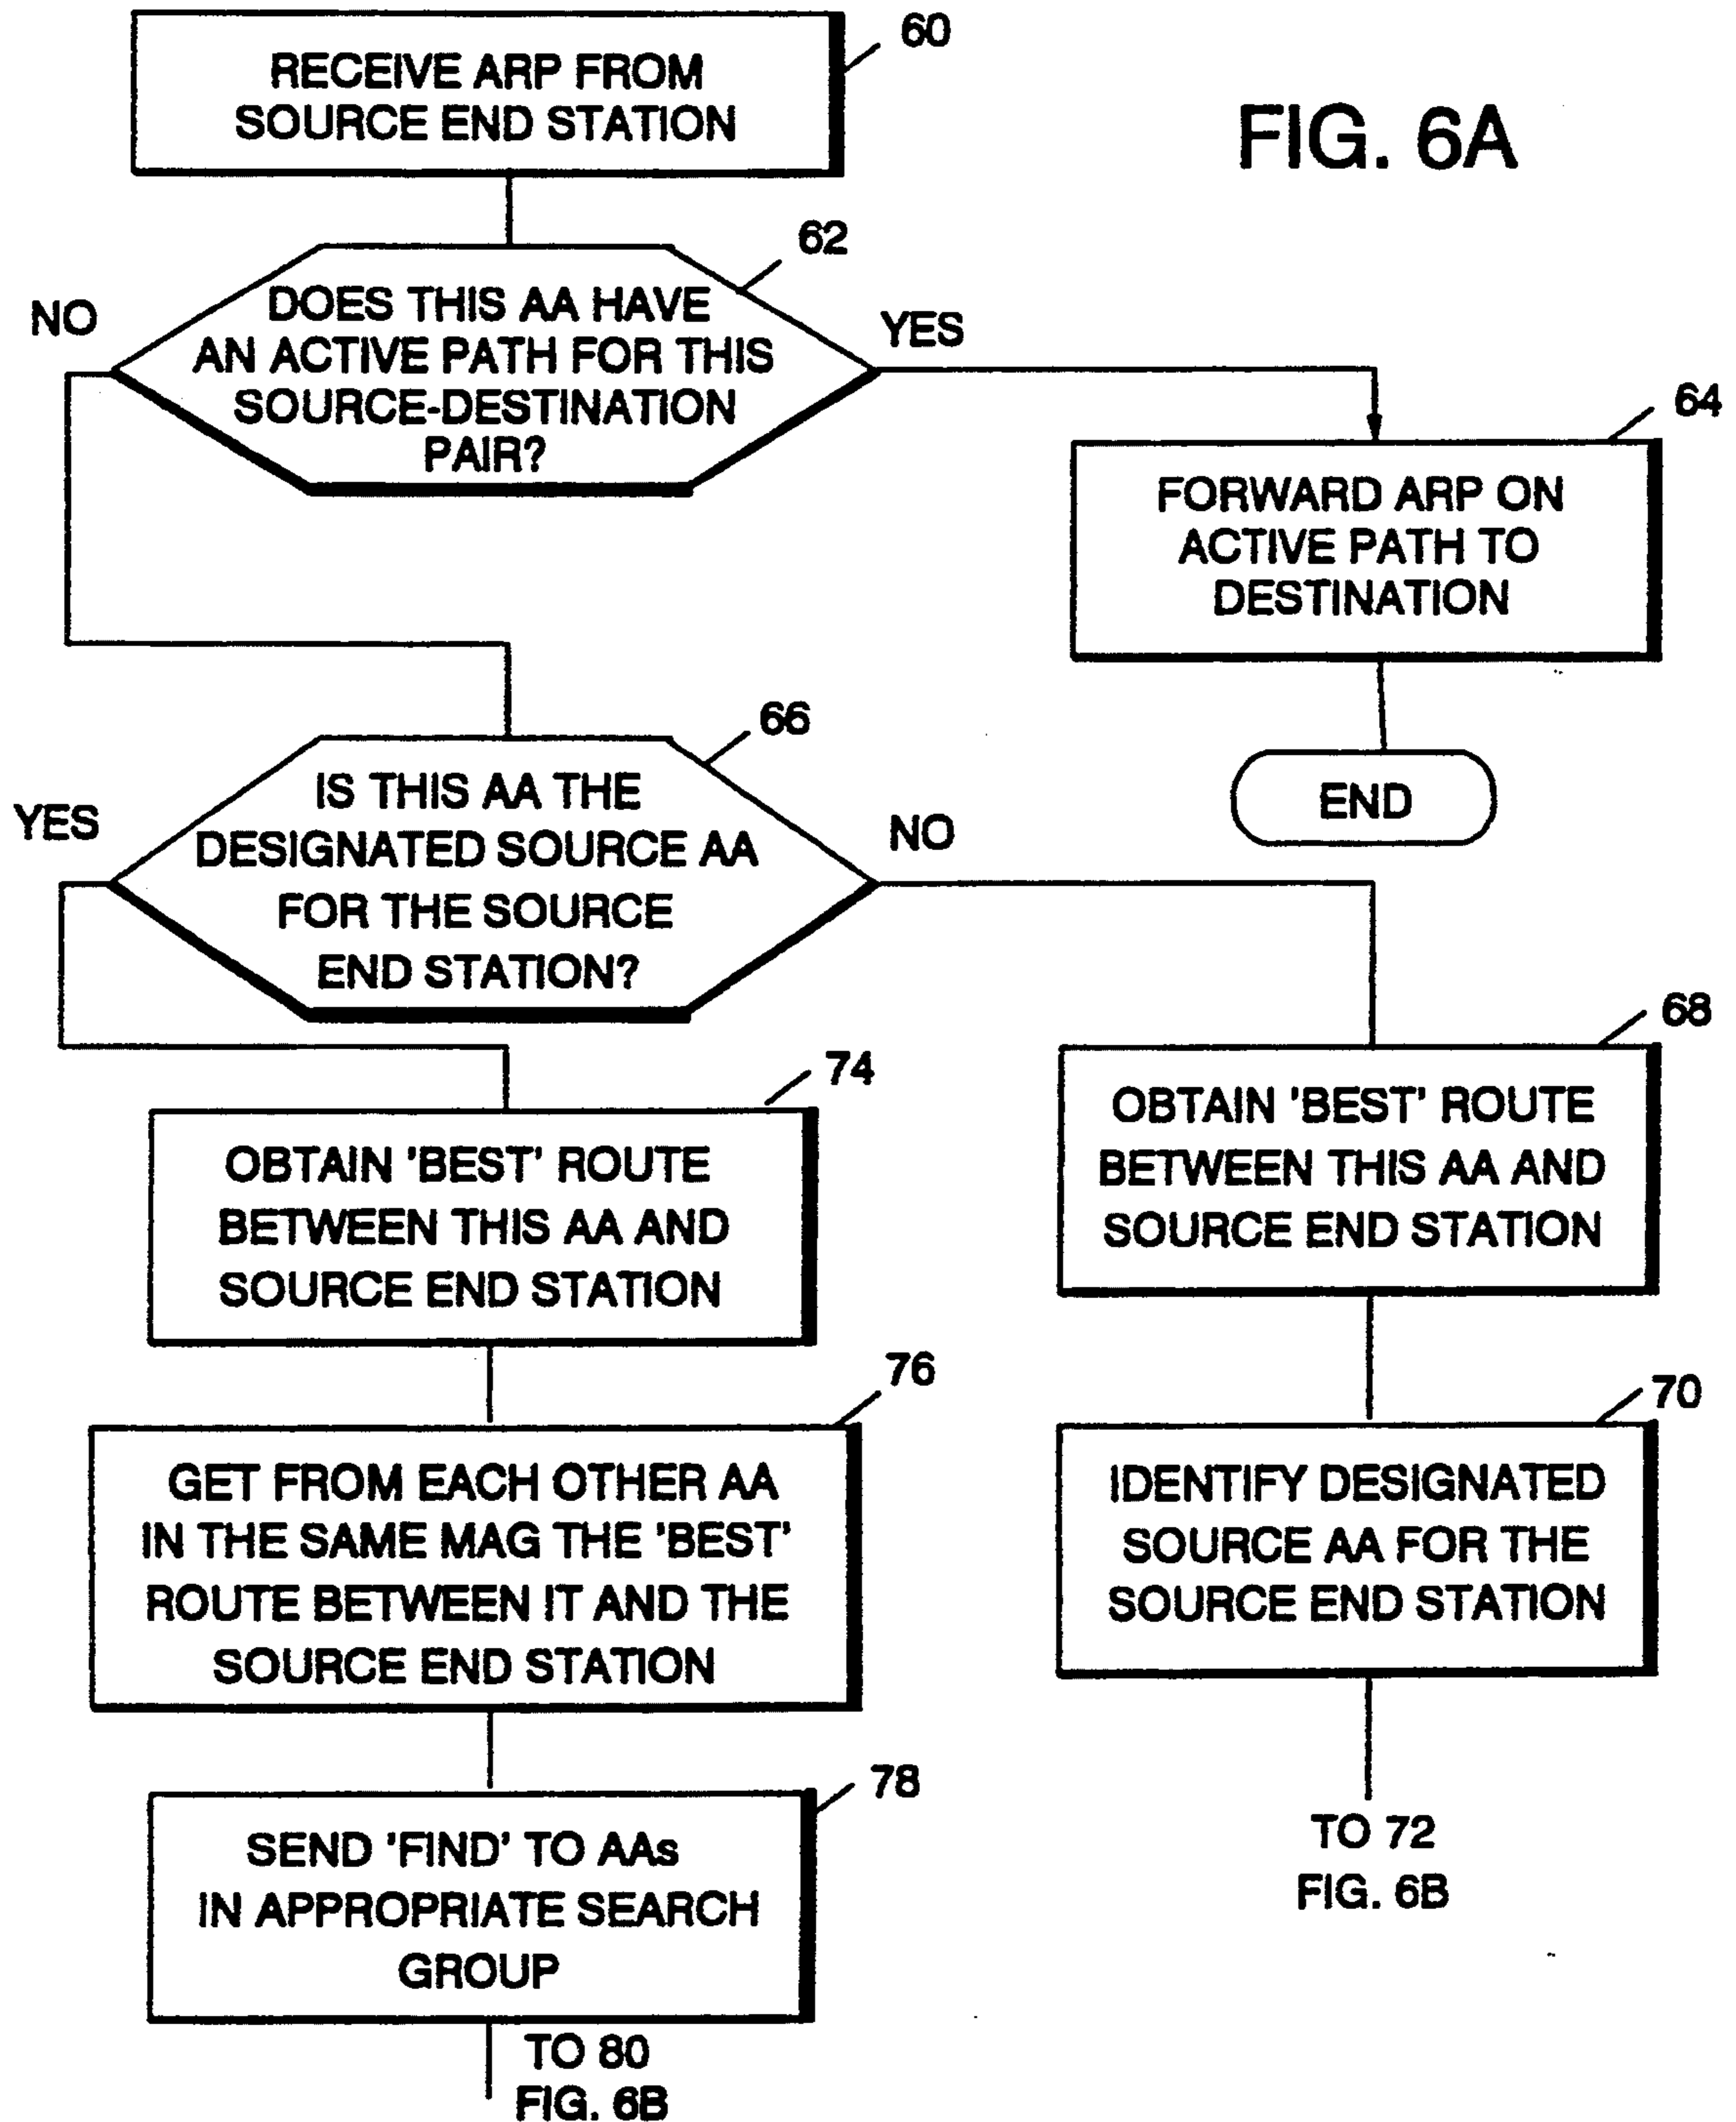 60
RECEIVE ARP FROM
SOURCE END STATION
FIG. 6A
62
NO
DOES THIS AA HAVE
AN ACTIVE PATH FOR THIS
SOURCE-DESTINATION
PAIR?
YES
64
FORWARD ARP ON
ACTIVE PATH TO
DESTINATION
END
66
YES
IS THIS AA THE
DESIGNATED SOURCE AA
FOR THE SOURCE
END STATION?
NO
68
OBTAIN 'BEST' ROUTE
BETWEEN THIS AA AND
SOURCE END STATION
74
OBTAIN 'BEST' ROUTE
BETWEEN THIS AA AND
SOURCE END STATION
70
IDENTIFY DESIGNATED
SOURCE AA FOR THE
SOURCE END STATION
TO 72
FIG. 6B
76
GET FROM EACH OTHER AA
IN THE SAME MAG THE 'BEST'
ROUTE BETWEEN IT AND THE
SOURCE END STATION
78
SEND 'FIND' TO AAs
IN APPROPRIATE SEARCH
GROUP
TO 80
FIG. 6B